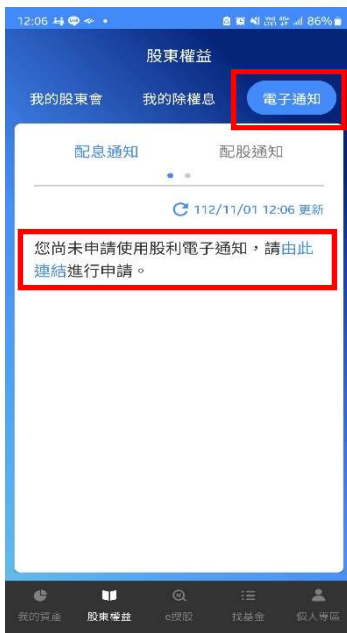 12:06 86%
股東權益
我的股東會 我的除權息 電子通知
配息通知 配股通知
112/11/01 12:06 更新
您尚未申請使用股利電子通知，請由此
連結進行申請。
我的資產 股東權益 e搜股 找基金 個人專區